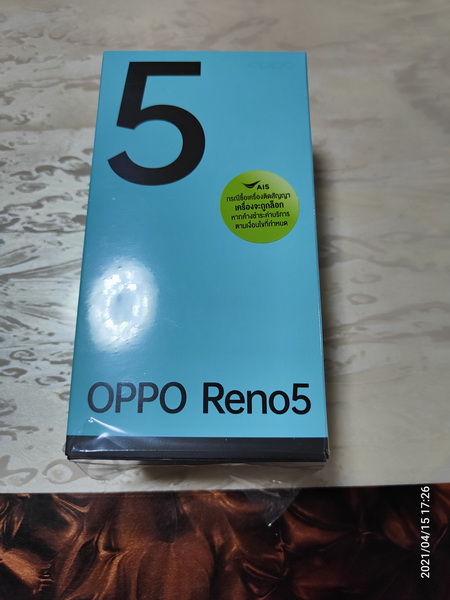 oppo
5
AIS
กรณีซื้อเครื่องติดสัญญา
เครื่องจะถูกล็อก
หากค้างชำระค่าบริการ
ตามเงื่อนไขที่กำหนด
OPPO Reno5
2021/04/15 17:26